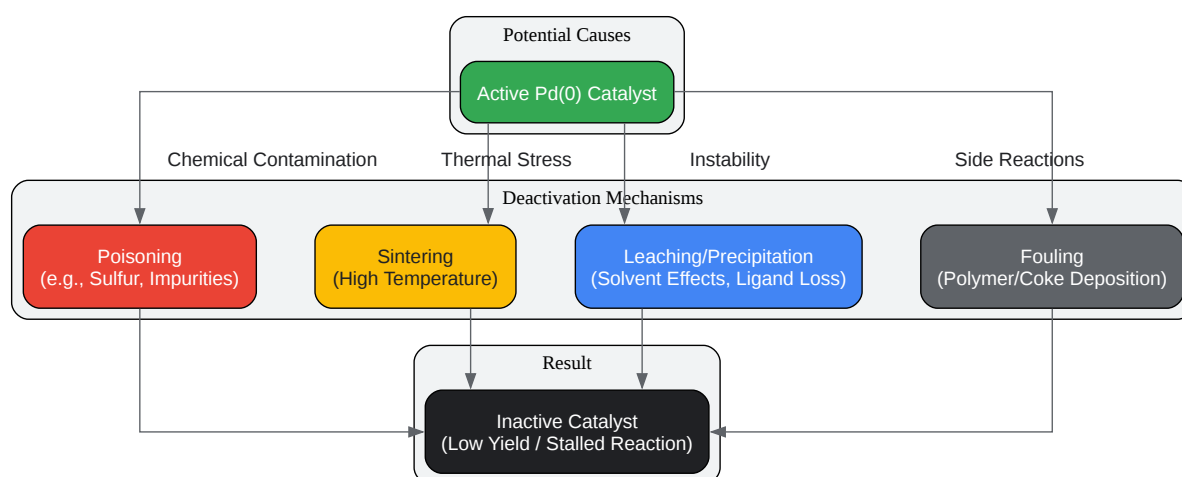 Potential Causes
Active Pd(0) Catalyst
Chemical Contamination
Thermal Stress
Instability
Side Reactions
Deactivation Mechanisms
Poisoning
(e.g., Sulfur, Impurities)
Sintering
(High Temperature)
Leaching/Precipitation
(Solvent Effects, Ligand Loss)
Fouling
(Polymer/Coke Deposition)
Result
Inactive Catalyst
(Low Yield / Stalled Reaction)